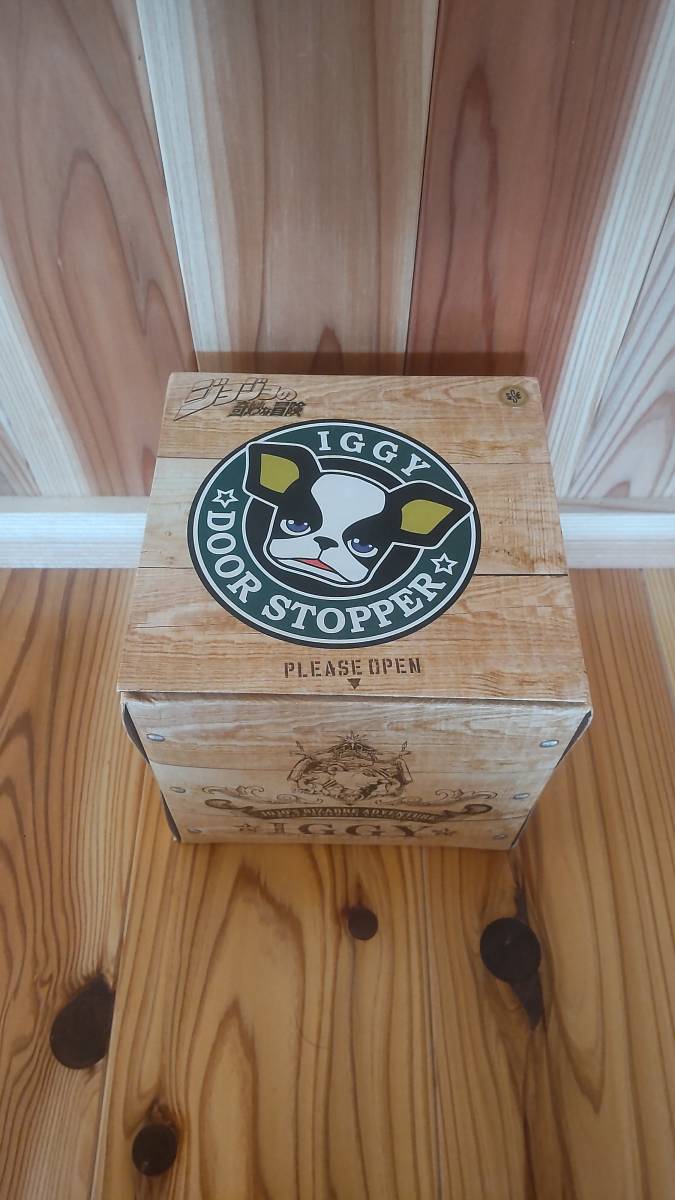 ジョジョの
奇妙な冒険
IGGY
☆DOOR STOPPER☆
PLEASE OPEN
▼
JOJO'S BIZARRE ADVENTURE
★IGGY★